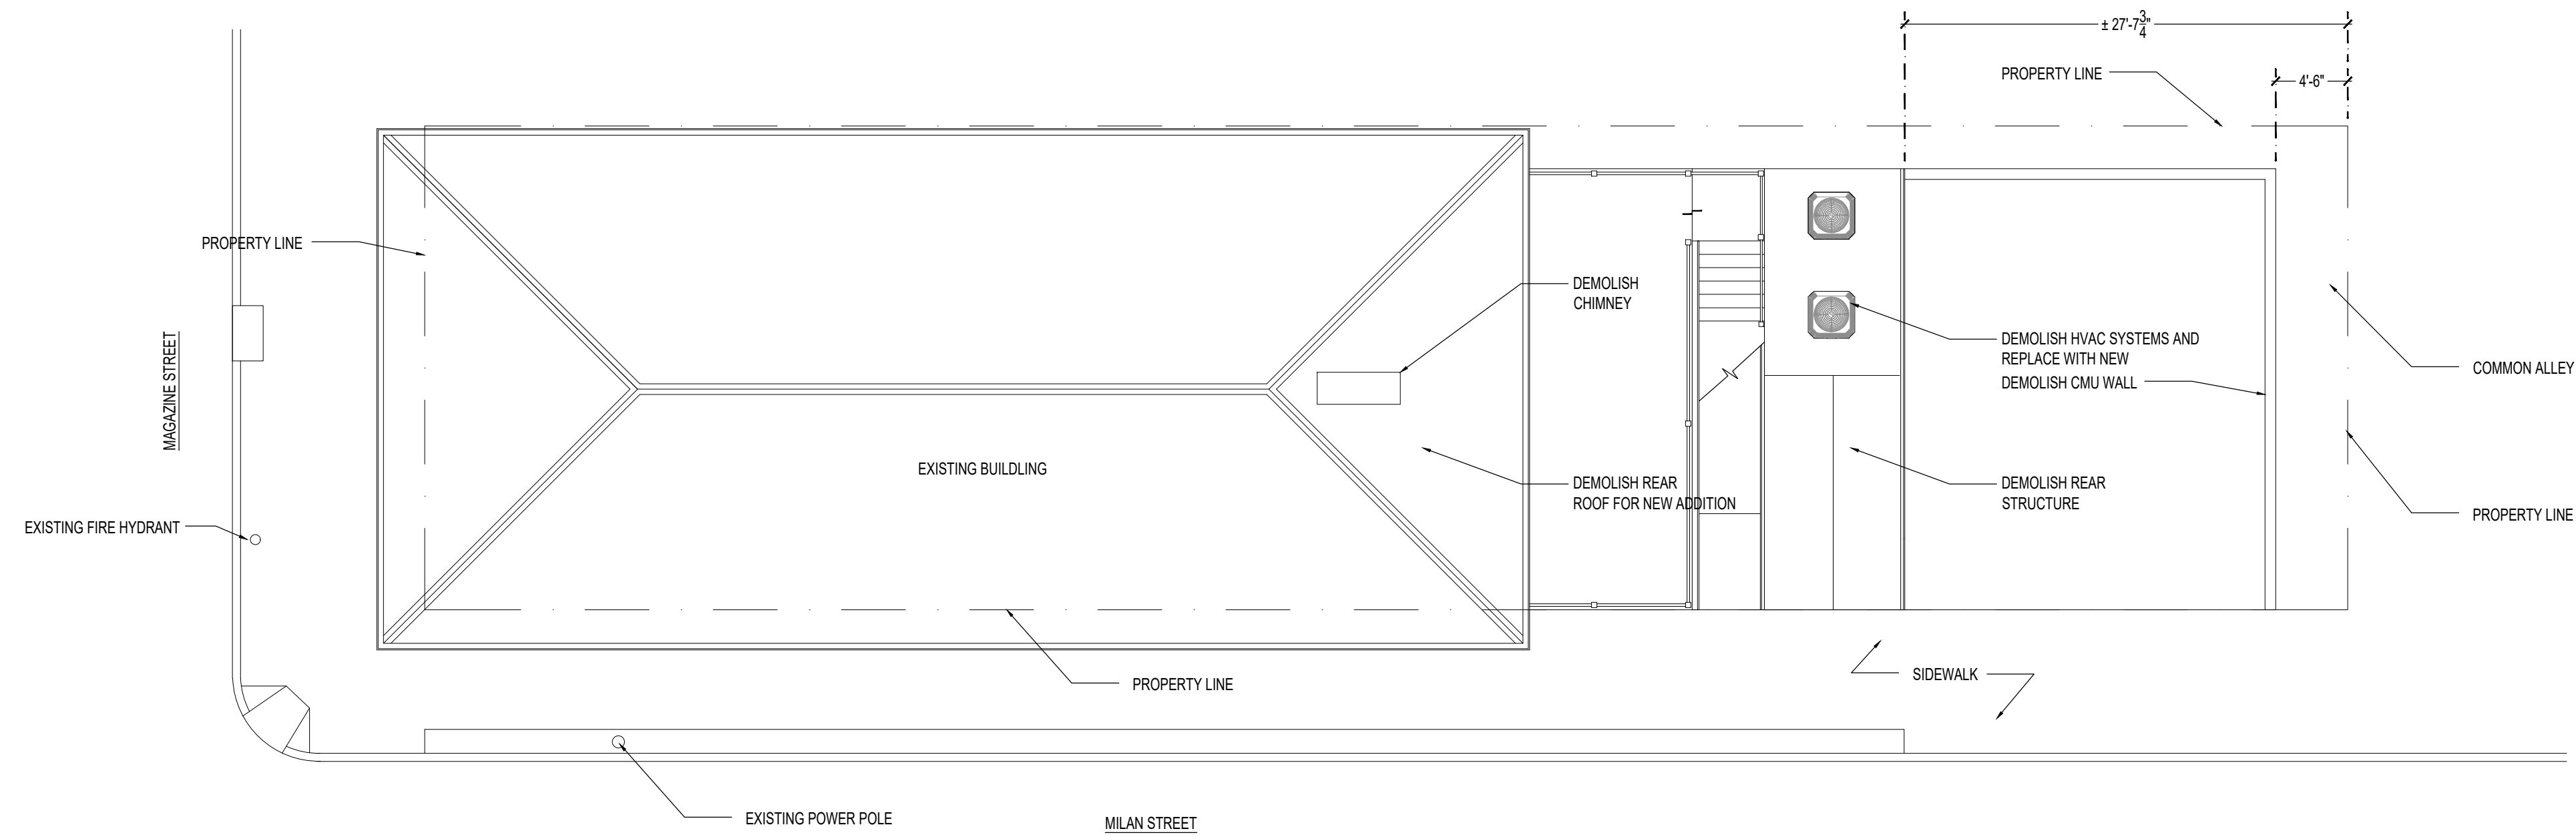 ± 27'-7 3/4"
PROPERTY LINE
4'-6"
PROPERTY LINE
DEMOLISH
CHIMNEY
MAGAZINE STREET
DEMOLISH HVAC SYSTEMS AND
REPLACE WITH NEW
DEMOLISH CMU WALL
COMMON ALLEY
EXISTING BUILDLING
DEMOLISH REAR
ROOF FOR NEW ADDITION
DEMOLISH REAR
STRUCTURE
PROPERTY LINE
EXISTING FIRE HYDRANT
PROPERTY LINE
SIDEWALK
EXISTING POWER POLE
MILAN STREET